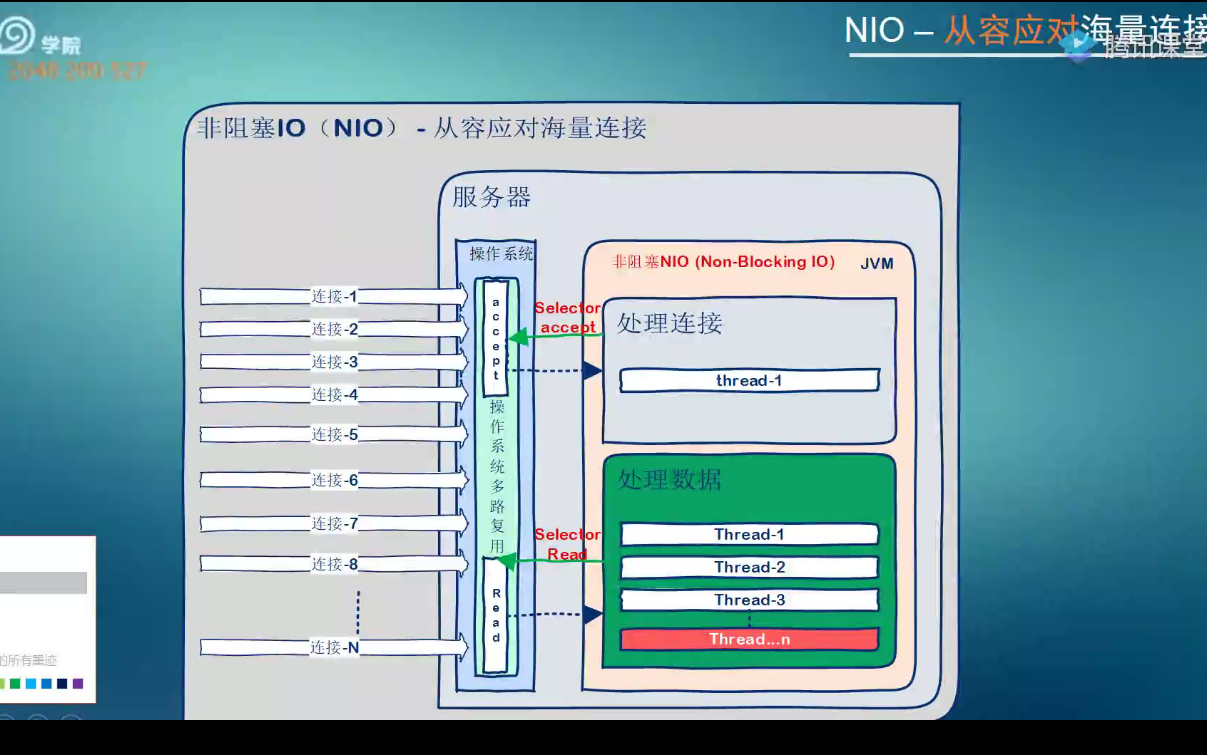 学院
2048 209 527
NIO – 从容应对海量连接
腾讯课堂
非阻塞IO（NIO） - 从容应对海量连接
服务器
操作系统
非阻塞NIO (Non-Blocking IO)
JVM
连接-1
连接-2
连接-3
连接-4
连接-5
连接-6
连接-7
连接-8
连接-N
accept
操作系统多路复用
Read
Selector
accept
Selector
Read
处理连接
thread-1
处理数据
Thread-1
Thread-2
Thread-3
Thread...n
的所有墨迹